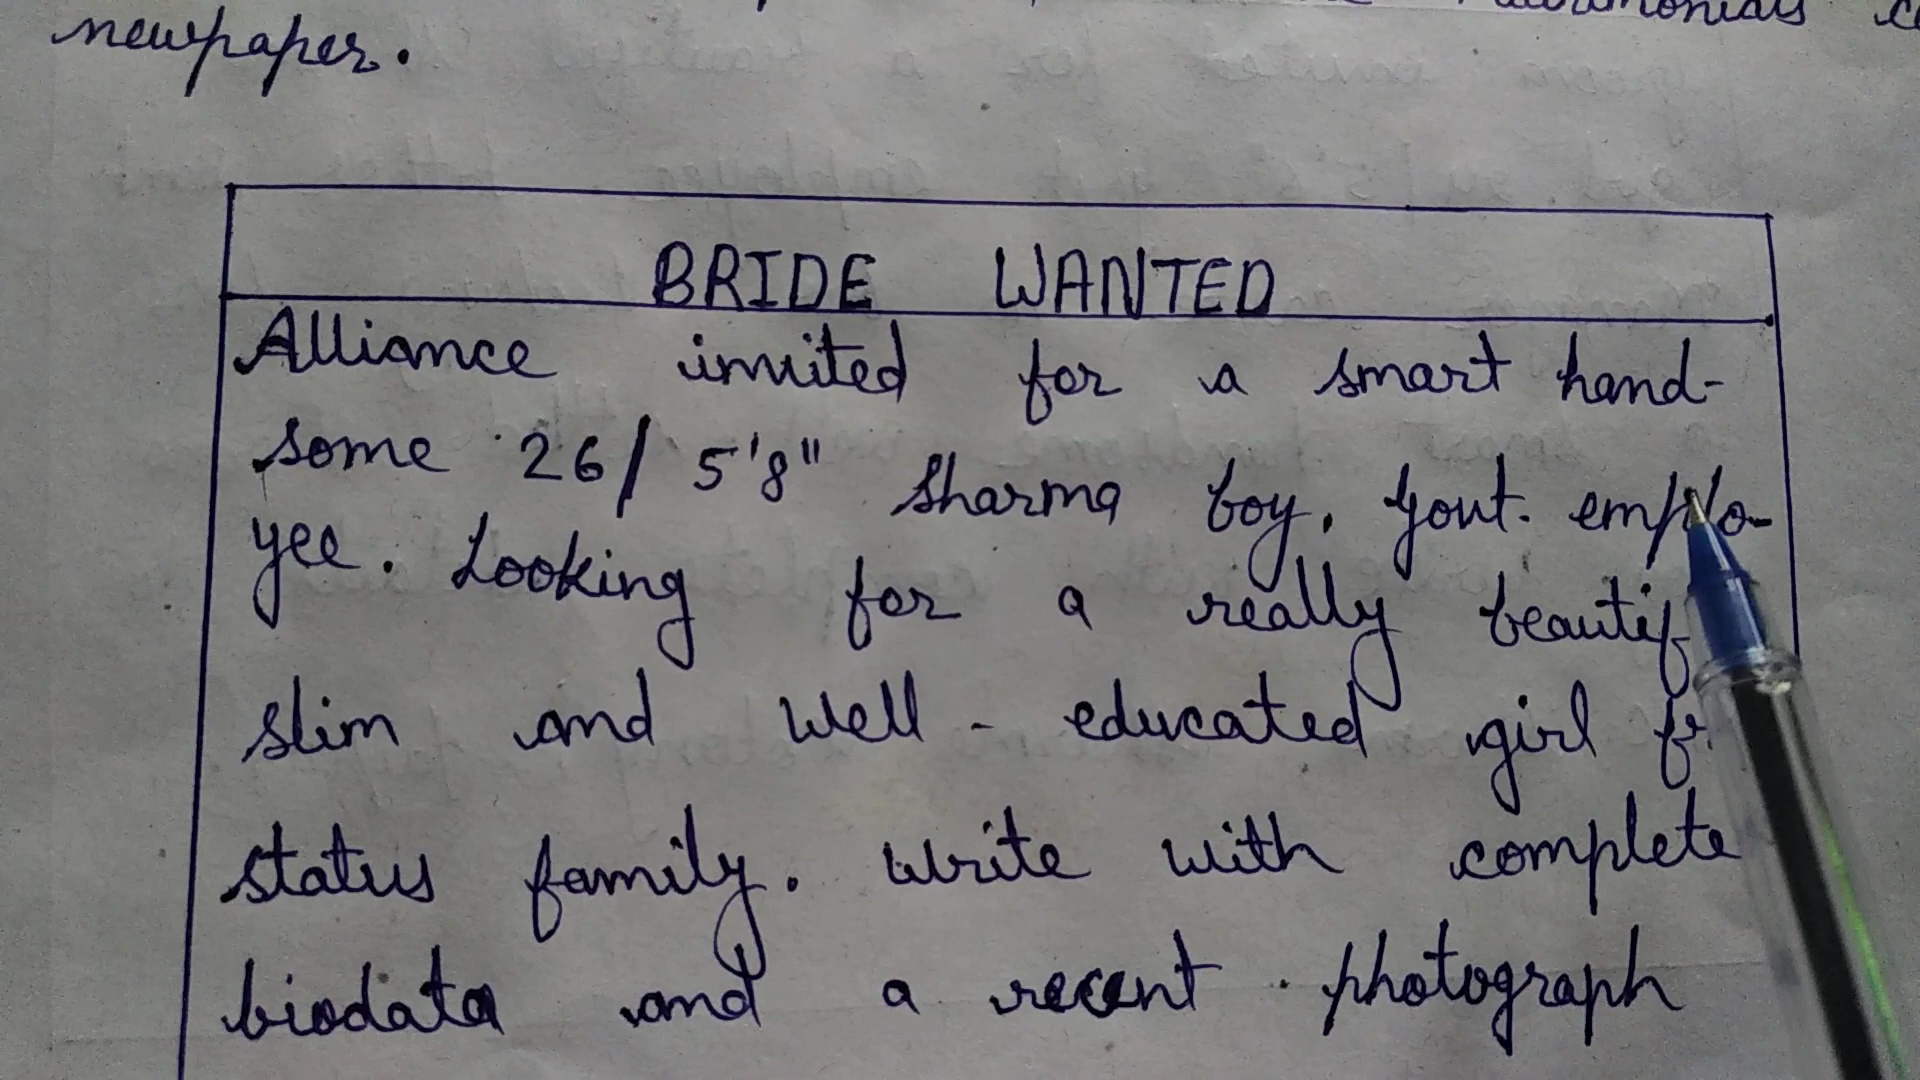 newpaper.
BRIDE WANTED
Alliance invited for a smart hand-
some 26/ 5'8" Sharma boy. Govt. emplo-
yee. Looking for a really
slim and well - educated girl
status family. Write with complete
biodata and a recent photograph